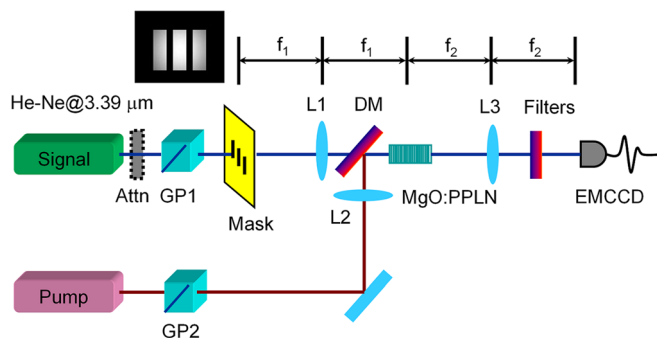 f₁ f₁ f₂ f₂
He-Ne@3.39 μm
L1 DM L3 Filters
Signal
Attn GP1 Mask L2 MgO:PPLN EMCCD
Pump
GP2